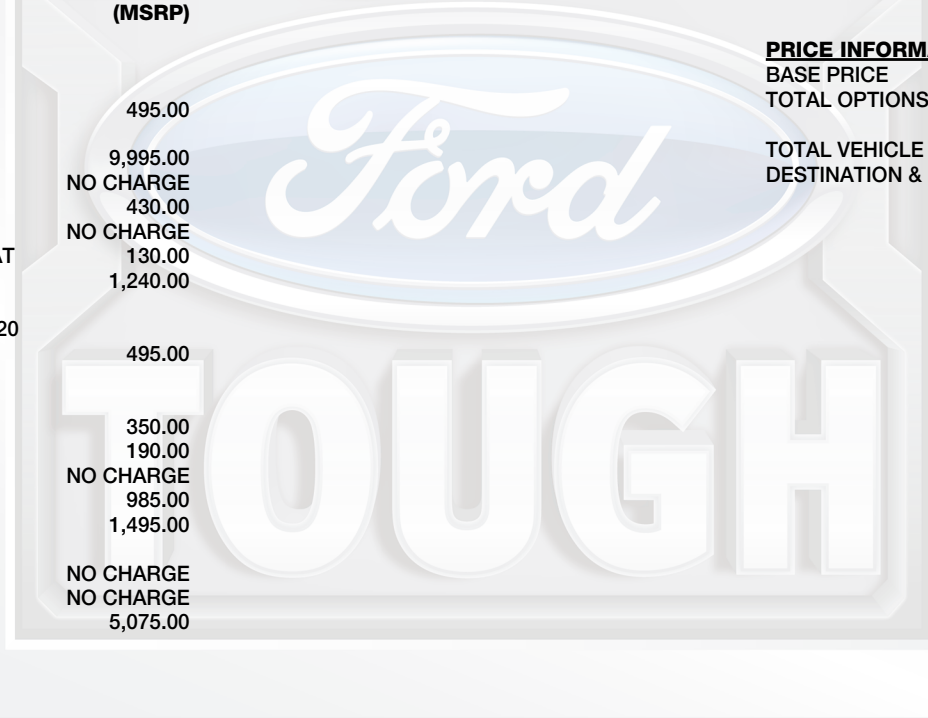 (MSRP)
495.00
9,995.00
NO CHARGE
430.00
NO CHARGE
AT 130.00
1,240.00
20
495.00
350.00
190.00
NO CHARGE
985.00
1,495.00
NO CHARGE
NO CHARGE
5,075.00
PRICE INFORMA
BASE PRICE
TOTAL OPTIONS
TOTAL VEHICLE
DESTINATION &
Ford
TOUGH